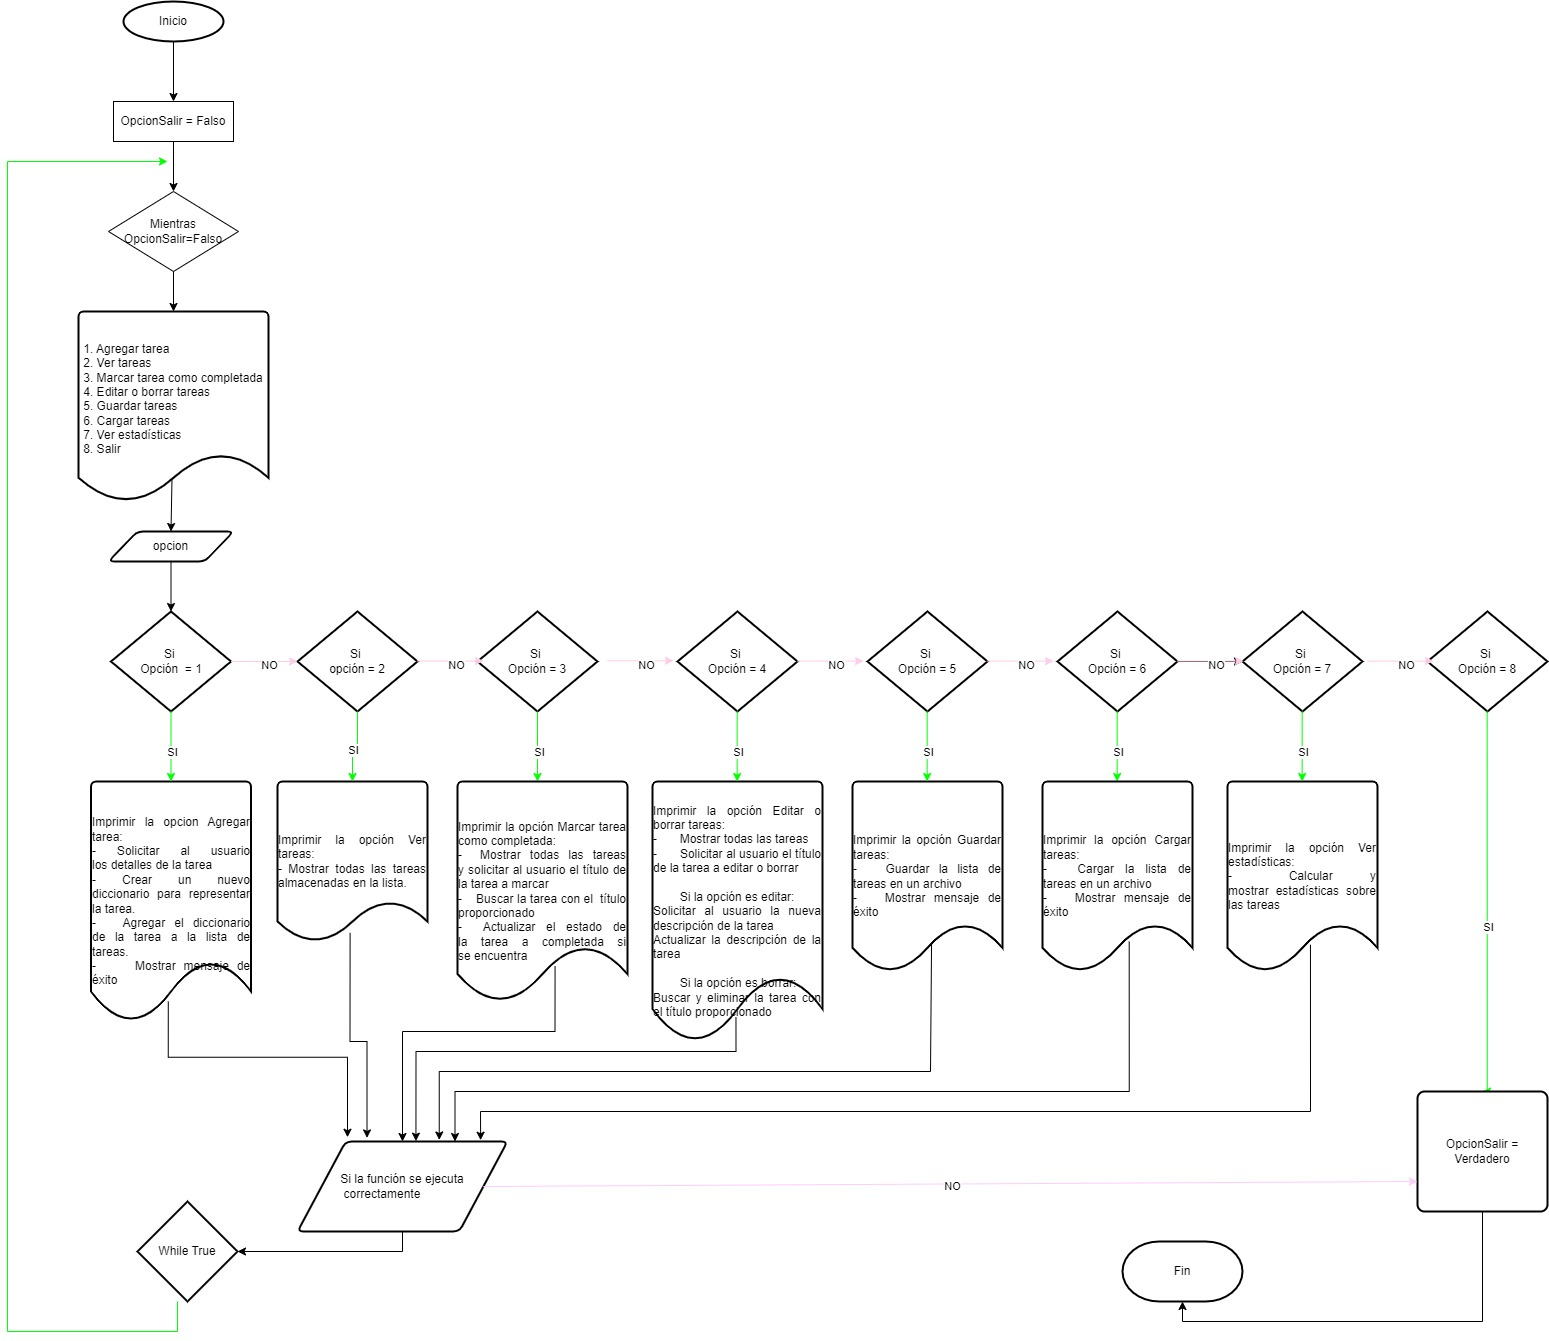 Inicio
OpcionSalir = Falso
Mientras
OpcionSalir=Falso
1. Agregar tarea
2. Ver tareas
3. Marcar tarea como completada
4. Editar o borrar tareas
5. Guardar tareas
6. Cargar tareas
7. Ver estadísticas
8. Salir
opcion
Si
Opción = 1
NO
Si
opción = 2
NO
Si
Opción = 3
NO
Si
Opción = 4
NO
Si
Opción = 5
NO
Si
Opción = 6
NO
Si
Opción = 7
NO
Si
Opción = 8
SI
SI
SI
SI
SI
SI
SI
SI
Imprimir la opcion Agregar
tarea:
- Solicitar al usuario
los detalles de la tarea
- Crear un nuevo
diccionario para representar
la tarea.
- Agregar el diccionario
de la tarea a la lista de
tareas.
- Mostrar mensaje de
éxito
Imprimir la opción Ver
tareas:
- Mostrar todas las tareas
almacenadas en la lista.
Imprimir la opción Marcar tarea
como completada:
- Mostrar todas las tareas
y solicitar al usuario el título de
la tarea a marcar
- Buscar la tarea con el título
proporcionado
- Actualizar el estado de
la tarea a completada si
se encuentra
Imprimir la opción Editar o
borrar tareas:
- Mostrar todas las tareas
- Solicitar al usuario el título
de la tarea a editar o borrar
Si la opción es editar:
Solicitar al usuario la nueva
descripción de la tarea
Actualizar la descripción de la
tarea
Si la opción es borrar:
Buscar y eliminar la tarea con
el título proporcionado
Imprimir la opción Guardar
tareas:
- Guardar la lista de
tareas en un archivo
- Mostrar mensaje de
éxito
Imprimir la opción Cargar
tareas:
- Cargar la lista de
tareas en un archivo
- Mostrar mensaje de
éxito
Imprimir la opción Ver
estadísticas:
- Calcular y
mostrar estadísticas sobre
las tareas
Si la función se ejecuta
correctamente
NO
OpcionSalir =
Verdadero
While True
Fin